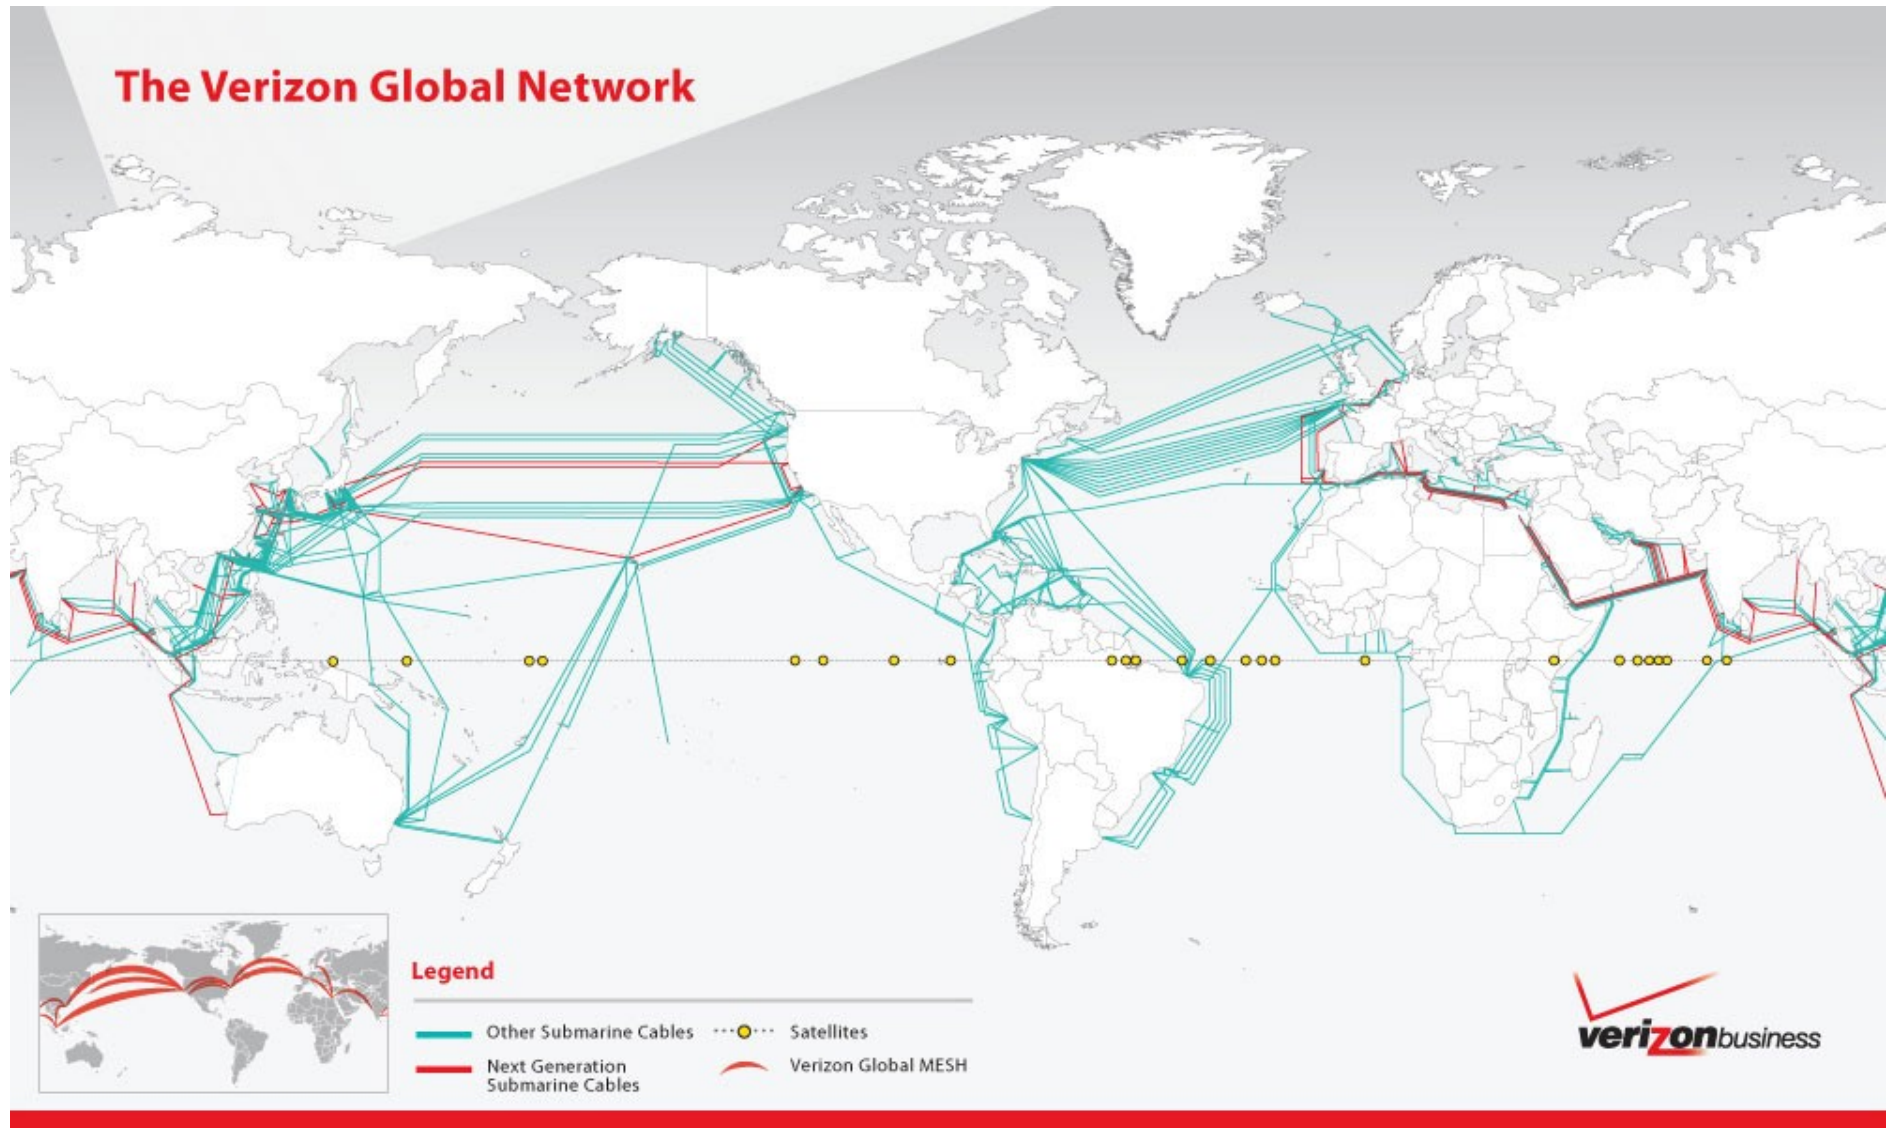 The Verizon Global Network
Legend
Other Submarine Cables
Satellites
Next Generation
Submarine Cables
Verizon Global MESH
verizonbusiness